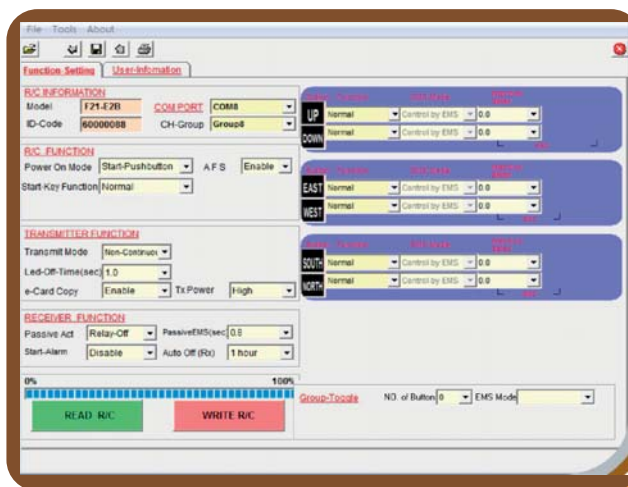 File Tools About
Function Setting User-Infomation
R/C INFORMATION
Model F21-E2B COM PORT COM8
ID-Code 60000088 CH-Group Group8
R/C FUNCTION
Power On Mode Start-Pushbutton A F S Enable
Start-Key Function Normal
TRANSMITTER FUNCTION
Transmit Mode Non-Continuou
Led-Off-Time(sec) 1.0
e-Card Copy Enable Tx Power High
RECEIVER FUNCTION
Passive Act Relay-Off PassiveEMS(sec) 0.8
Start-Alarm Disable Auto Off (Rx) 1 hour
0% 100%
READ R/C WRITE R/C
UP Normal Control by EMS 0.0
DOWN Normal Control by EMS 0.0
EAST Normal Control by EMS 0.0
WEST Normal Control by EMS 0.0
SOUTH Normal Control by EMS 0.0
NORTH Normal Control by EMS 0.0
Group-Toggle NO. of Button 0 EMS Mode